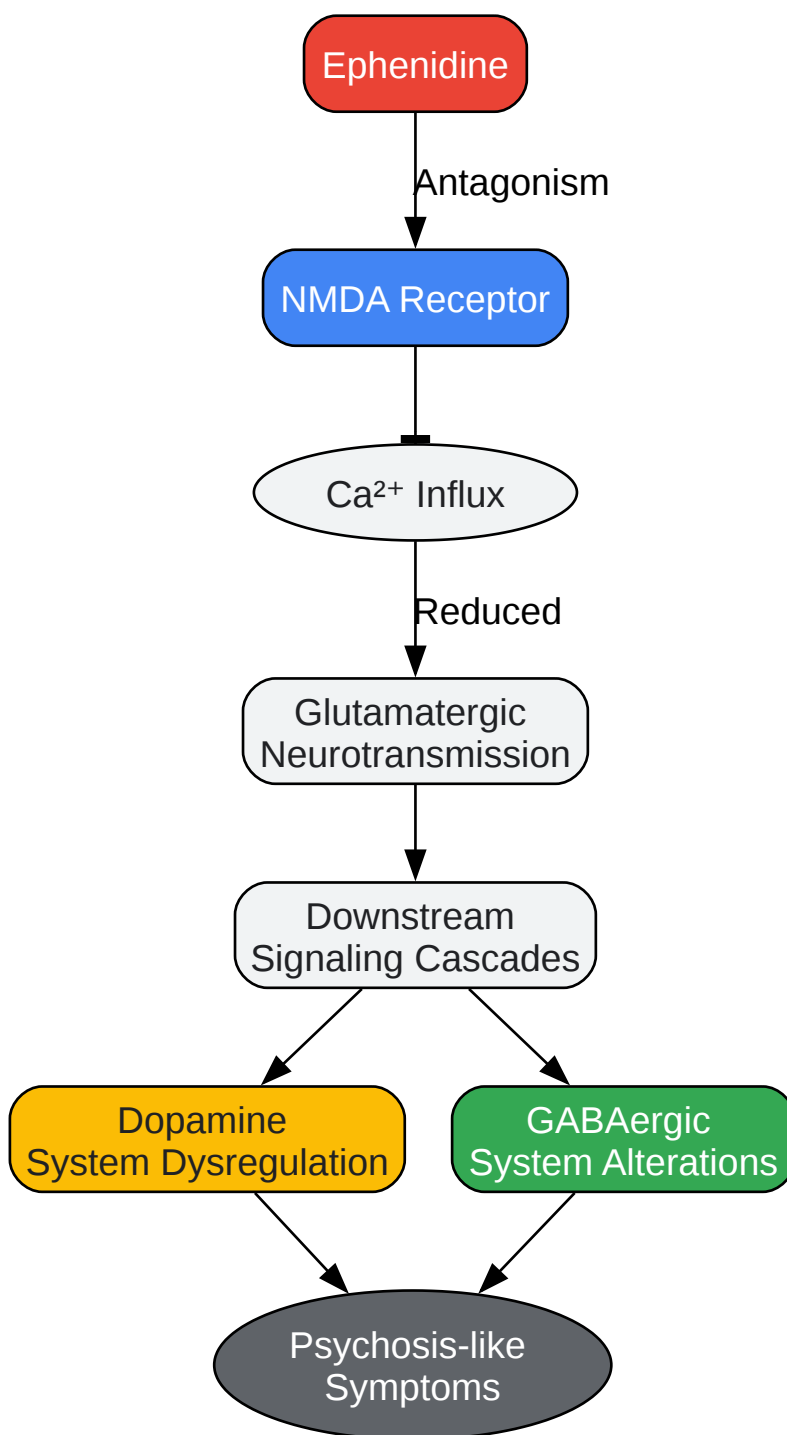 Ephenidine
Antagonism
NMDA Receptor
Ca²⁺ Influx
Reduced
Glutamatergic
Neurotransmission
Downstream
Signaling Cascades
Dopamine
System Dysregulation
GABAergic
System Alterations
Psychosis-like
Symptoms